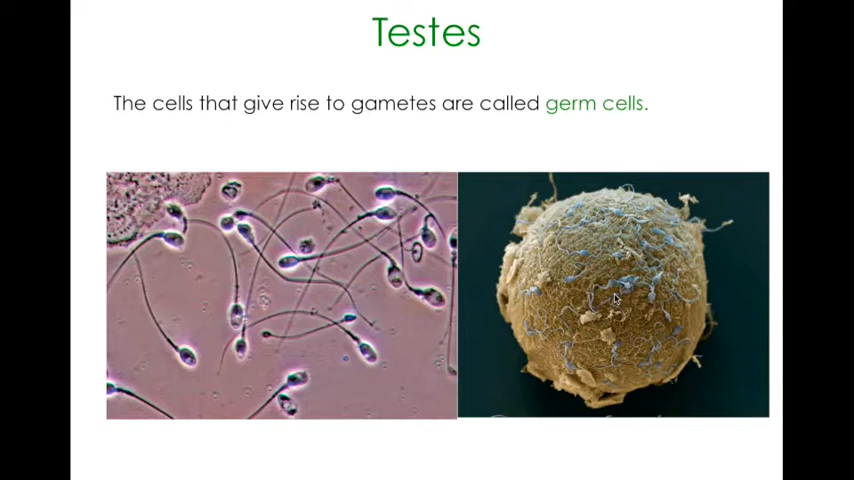 Testes
The cells that give rise to gametes are called germ cells.